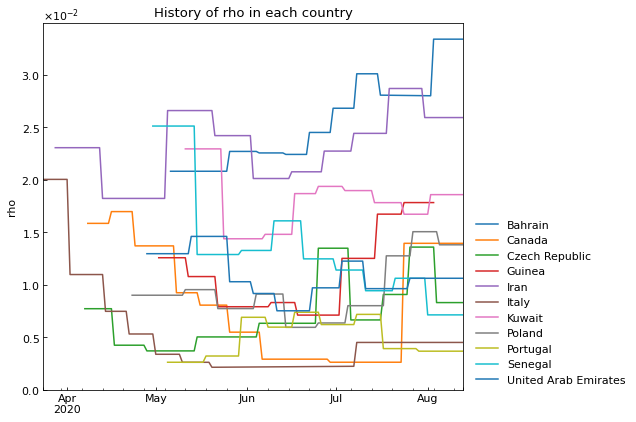 History of rho in each country
×10⁻²
3.0
2.5
2.0
1.5
1.0
0.5
0.0
rho
Apr
2020
May
Jun
Jul
Aug
Bahrain
Canada
Czech Republic
Guinea
Iran
Italy
Kuwait
Poland
Portugal
Senegal
United Arab Emirates